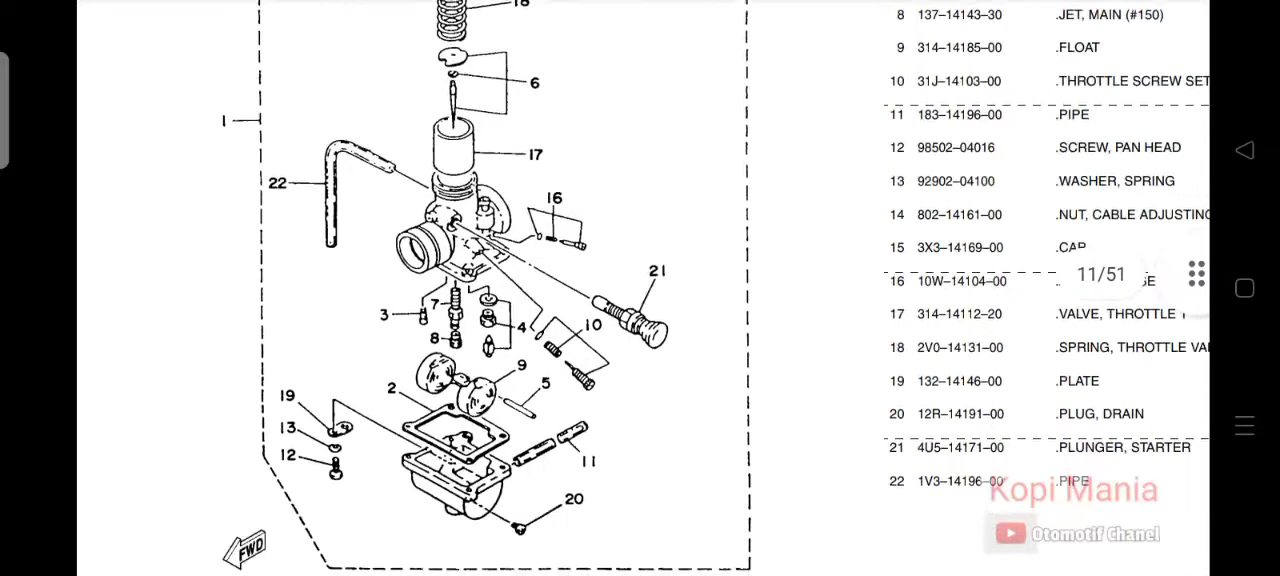 18
6
1
17
22
16
21
7
3
4
10
8
9
2
5
19
13
12
11
20
FWD
8 137-14143-30 .JET, MAIN (#150)
9 314-14185-00 .FLOAT
10 31J-14103-00 .THROTTLE SCREW SET
11 183-14196-00 .PIPE
12 98502-04016 .SCREW, PAN HEAD
13 92902-04100 .WASHER, SPRING
14 802-14161-00 .NUT, CABLE ADJUSTING
15 3X3-14169-00 .CAP
11/51
16 10W-14104-00
17 314-14112-20 .VALVE, THROTTLE 1
18 2V0-14131-00 .SPRING, THROTTLE VA
19 132-14146-00 .PLATE
20 12R-14191-00 .PLUG, DRAIN
21 4U5-14171-00 .PLUNGER, STARTER
22 1V3-14196-00 .PIPE
Kopi Mania
Otomotif Chanel